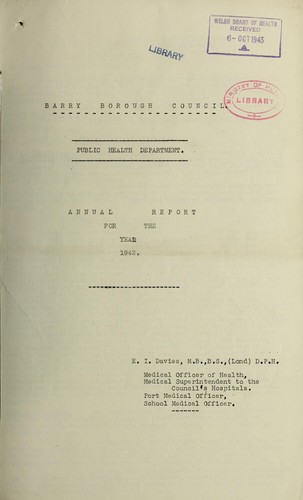 WELSH BOARD OF HEALTH
RECEIVED
6-OCT 1943
LIBRARY
MINISTRY OF
LIBRARY
BARRY BOROUGH COUNCIL.
PUBLIC HEALTH DEPARTMENT.
ANNUAL REPORT
FOR THE
YEAR
1942.
E. I. Davies, M.B.,B.S.,(Lond) D.P.H.
Medical Officer of Health,
Medical Superintendent to the
Council's Hospitals.
Port Medical Officer,
School Medical Officer.